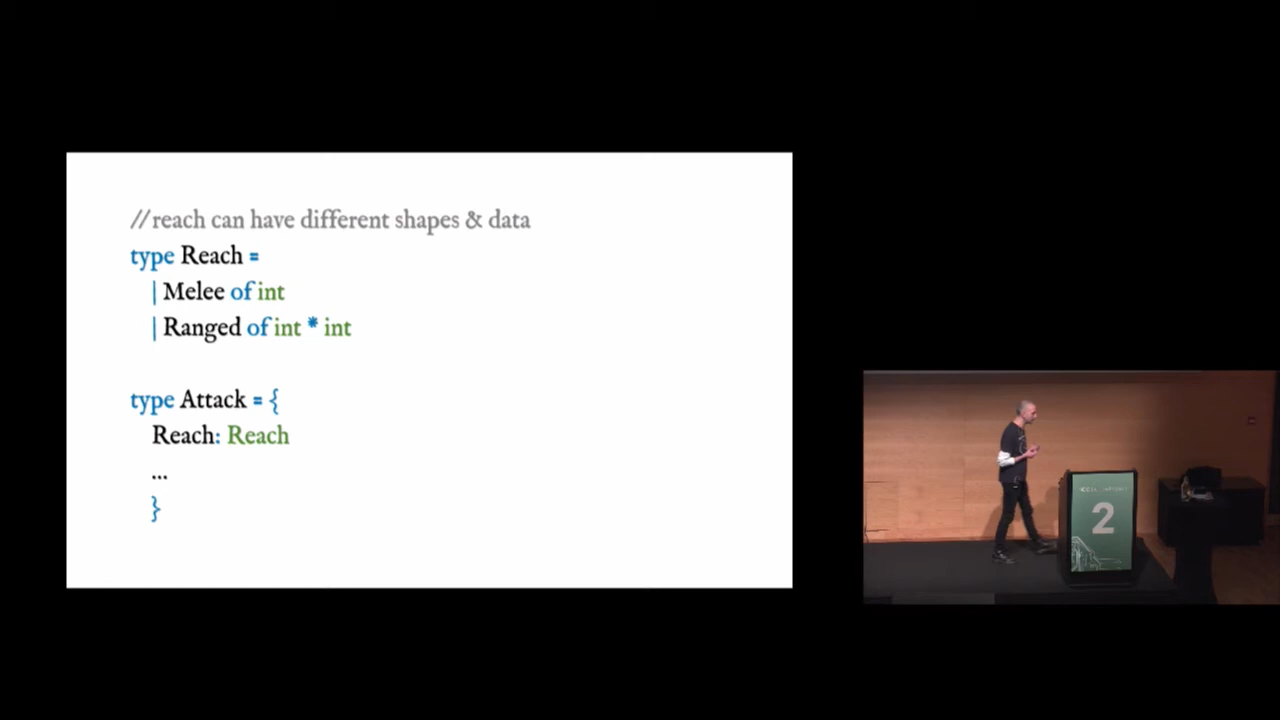 // reach can have different shapes & data
type Reach =
| Melee of int
| Ranged of int * int
type Attack = {
Reach: Reach
...
}
2